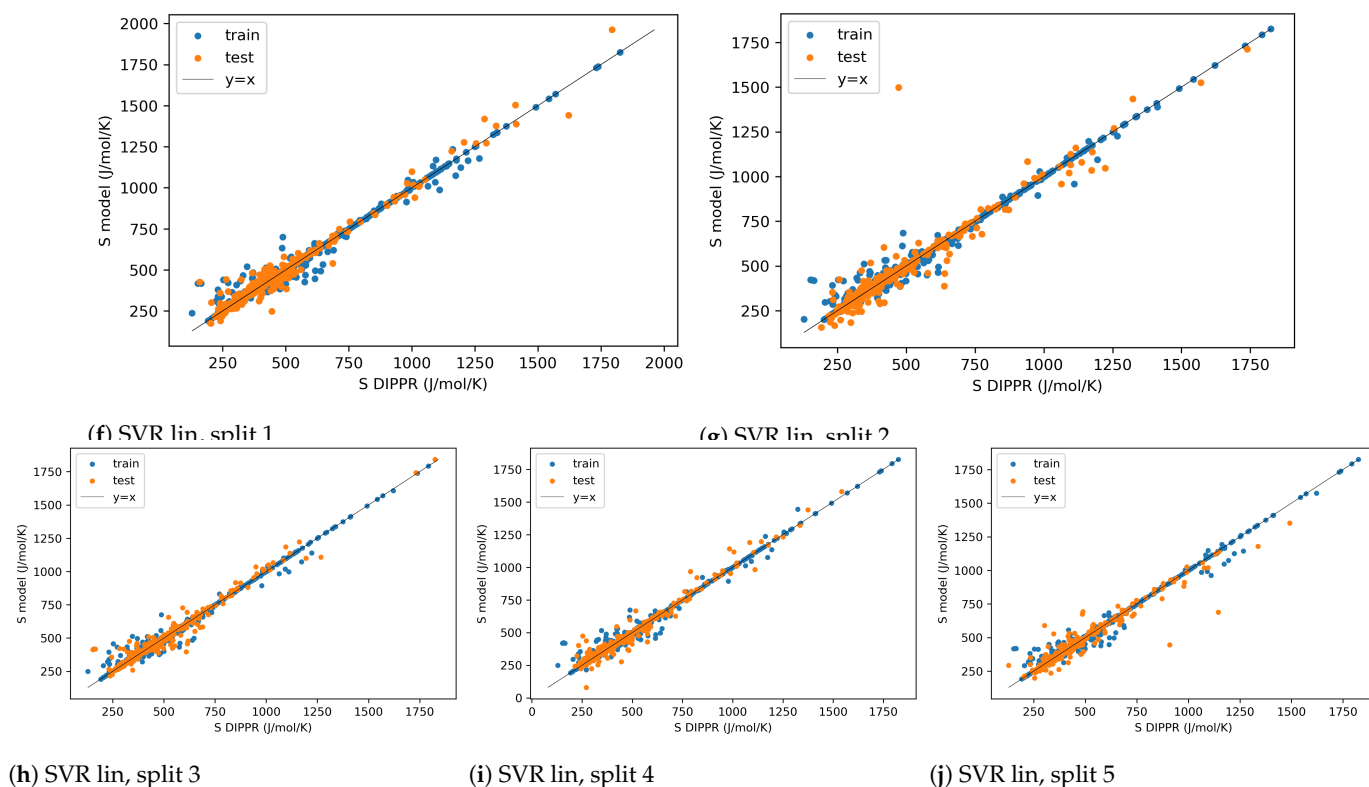 train
test
y=x
S model (J/mol/K)
2000
1750
1500
1250
1000
750
500
250
250 500 750 1000 1250 1500 1750 2000
S DIPPR (J/mol/K)
(f) SVR lin, split 1
train
test
y=x
S model (J/mol/K)
1750
1500
1250
1000
750
500
250
250 500 750 1000 1250 1500 1750
S DIPPR (J/mol/K)
(g) SVR lin, split 2
train
test
y=x
S model (J/mol/K)
1750
1500
1250
1000
750
500
250
250 500 750 1000 1250 1500 1750
S DIPPR (J/mol/K)
(h) SVR lin, split 3
train
test
y=x
S model (J/mol/K)
1750
1500
1250
1000
750
500
250
0
0 250 500 750 1000 1250 1500 1750
S DIPPR (J/mol/K)
(i) SVR lin, split 4
train
test
y=x
S model (J/mol/K)
1750
1500
1250
1000
750
500
250
250 500 750 1000 1250 1500 1750
S DIPPR (J/mol/K)
(j) SVR lin, split 5